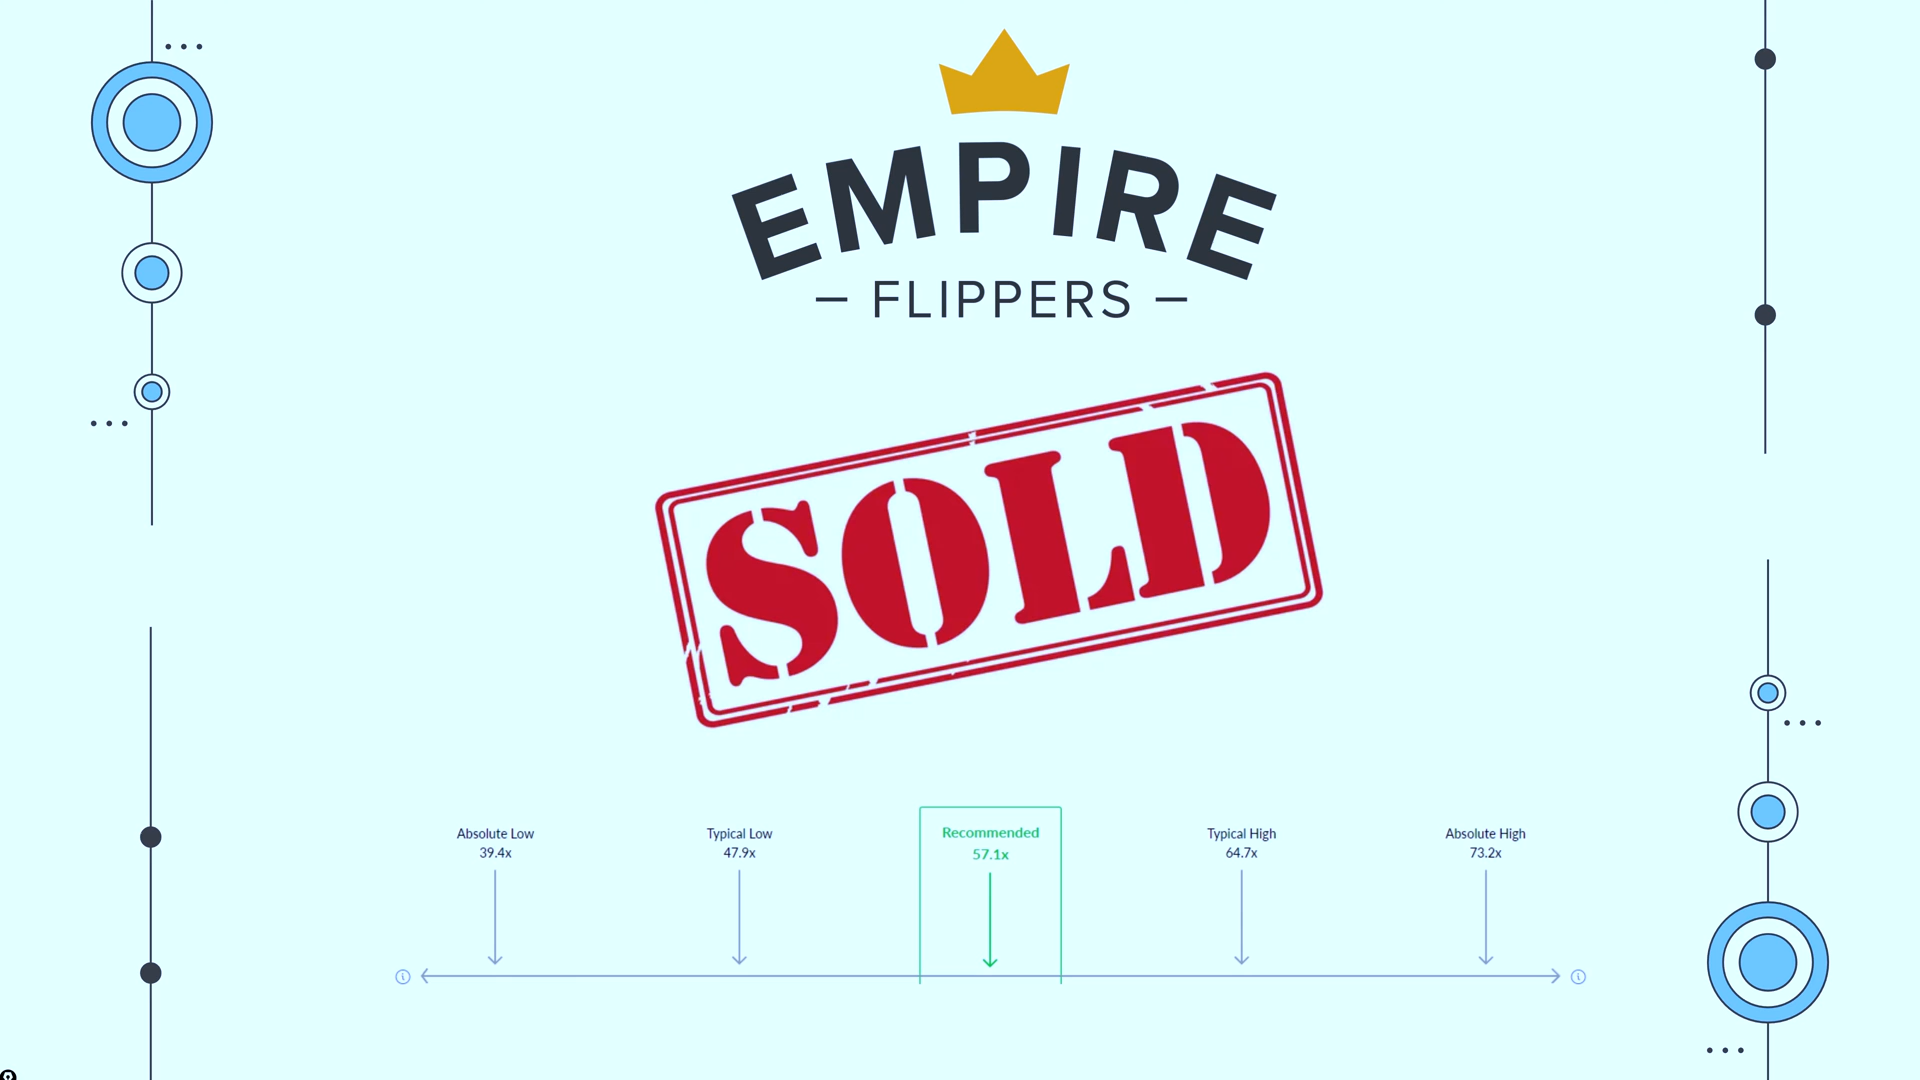 EMPIRE
– FLIPPERS –
SOLD
Absolute Low
39.4x
Typical Low
47.9x
Recommended
57.1x
Typical High
64.7x
Absolute High
73.2x